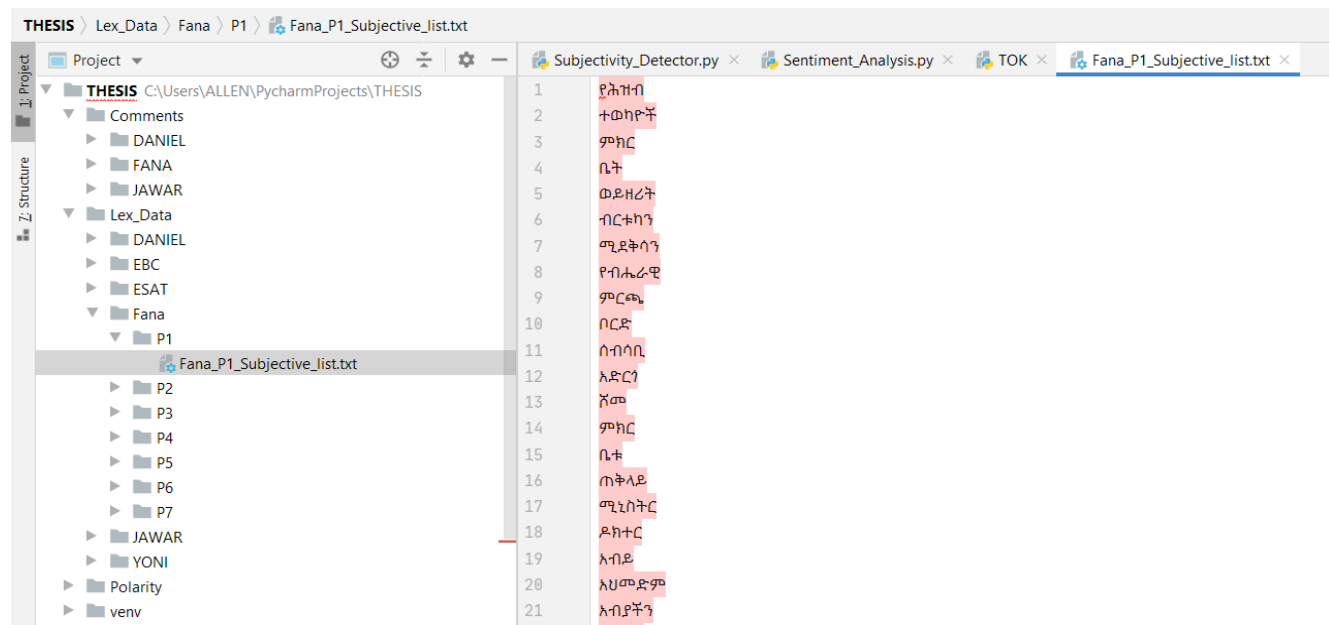 THESIS 〉 Lex_Data 〉 Fana 〉 P1 〉 Fana_P1_Subjective_list.txt
1: Project
Z: Structure
Project
THESIS C:\Users\ALLEN\PycharmProjects\THESIS
Comments
DANIEL
FANA
JAWAR
Lex_Data
DANIEL
EBC
ESAT
Fana
P1
Fana_P1_Subjective_list.txt
P2
P3
P4
P5
P6
P7
JAWAR
YONI
Polarity
venv
Subjectivity_Detector.py × Sentiment_Analysis.py × TOK × Fana_P1_Subjective_list.txt ×
1 የሕዝብ
2 ተወካዮች
3 ምክር
4 ቤት
5 ወይዘሪት
6 ብርቱካን
7 ሚደቅሳን
8 የብሔራዊ
9 ምርጫ
10 ቦርድ
11 ሰብሳቢ
12 አድርጎ
13 ሾመ
14 ምክር
15 ቤቱ
16 ጠቅላይ
17 ሚኒስትር
18 ዶክተር
19 አብይ
20 አህመድም
21 አብያችን